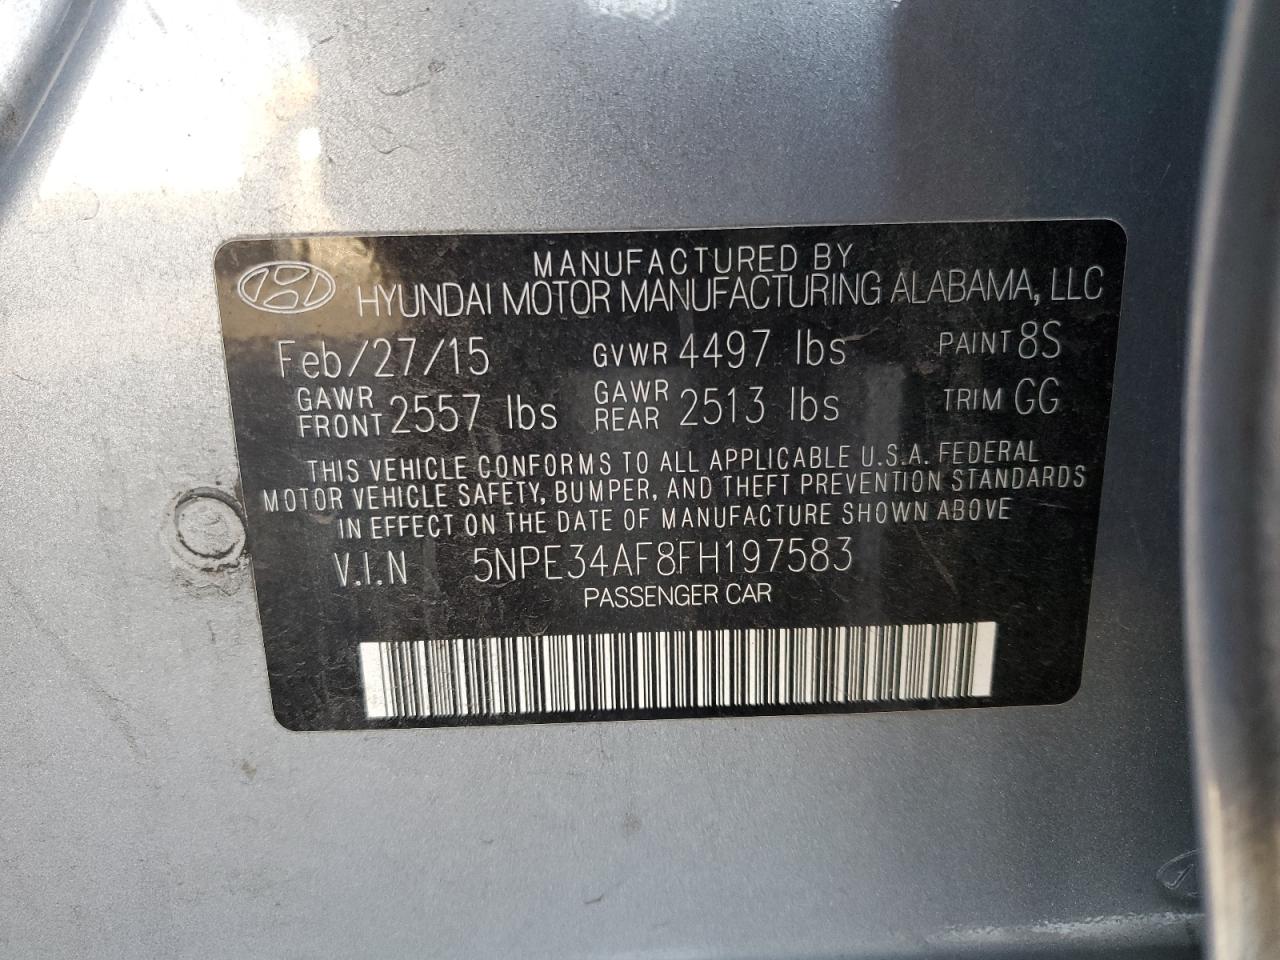 MANUFACTURED BY
HYUNDAI MOTOR MANUFACTURING ALABAMA, LLC
Feb/27/15 GVWR 4497 lbs PAINT 8S
GAWR FRONT 2557 lbs GAWR REAR 2513 lbs TRIM GG
THIS VEHICLE CONFORMS TO ALL APPLICABLE U.S.A. FEDERAL
MOTOR VEHICLE SAFETY, BUMPER, AND THEFT PREVENTION STANDARDS
IN EFFECT ON THE DATE OF MANUFACTURE SHOWN ABOVE
V.I.N 5NPE34AF8FH197583
PASSENGER CAR